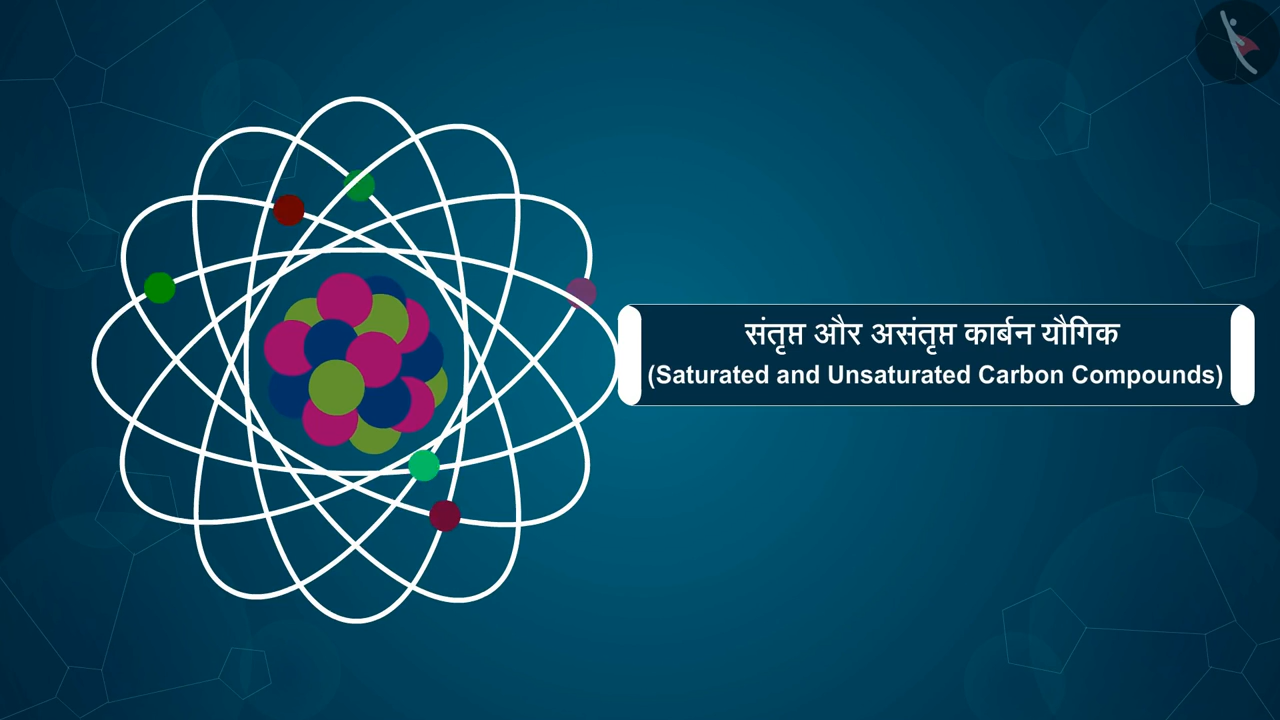 संतृप्त और असंतृप्त कार्बन यौगिक
(Saturated and Unsaturated Carbon Compounds)